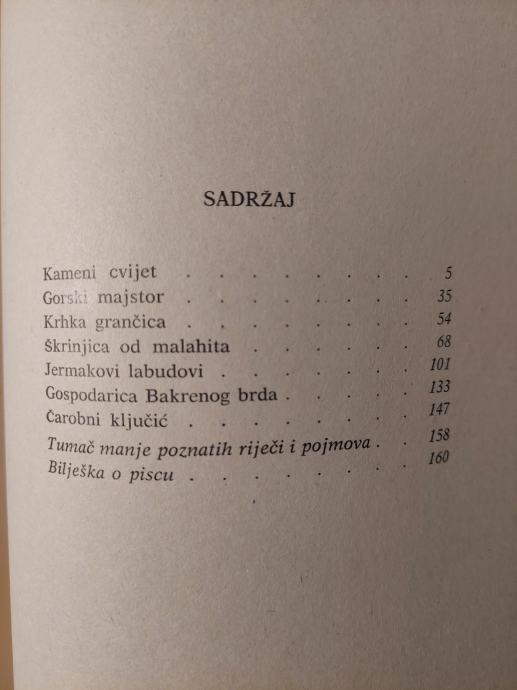 SADRŽAJ
Kameni cvijet . . . . . . . 5
Gorski majstor . . . . . . . 35
Krhka grančica . . . . . . . 54
Škrinjica od malahita . . . . . 68
Jermakovi labudovi . . . . . . 101
Gospodarica Bakrenog brda . . . . 133
Čarobni ključić . . . . . . . 147
Tumač manje poznatih riječi i pojmova . . 158
Bilješka o piscu . . . . . . . 160